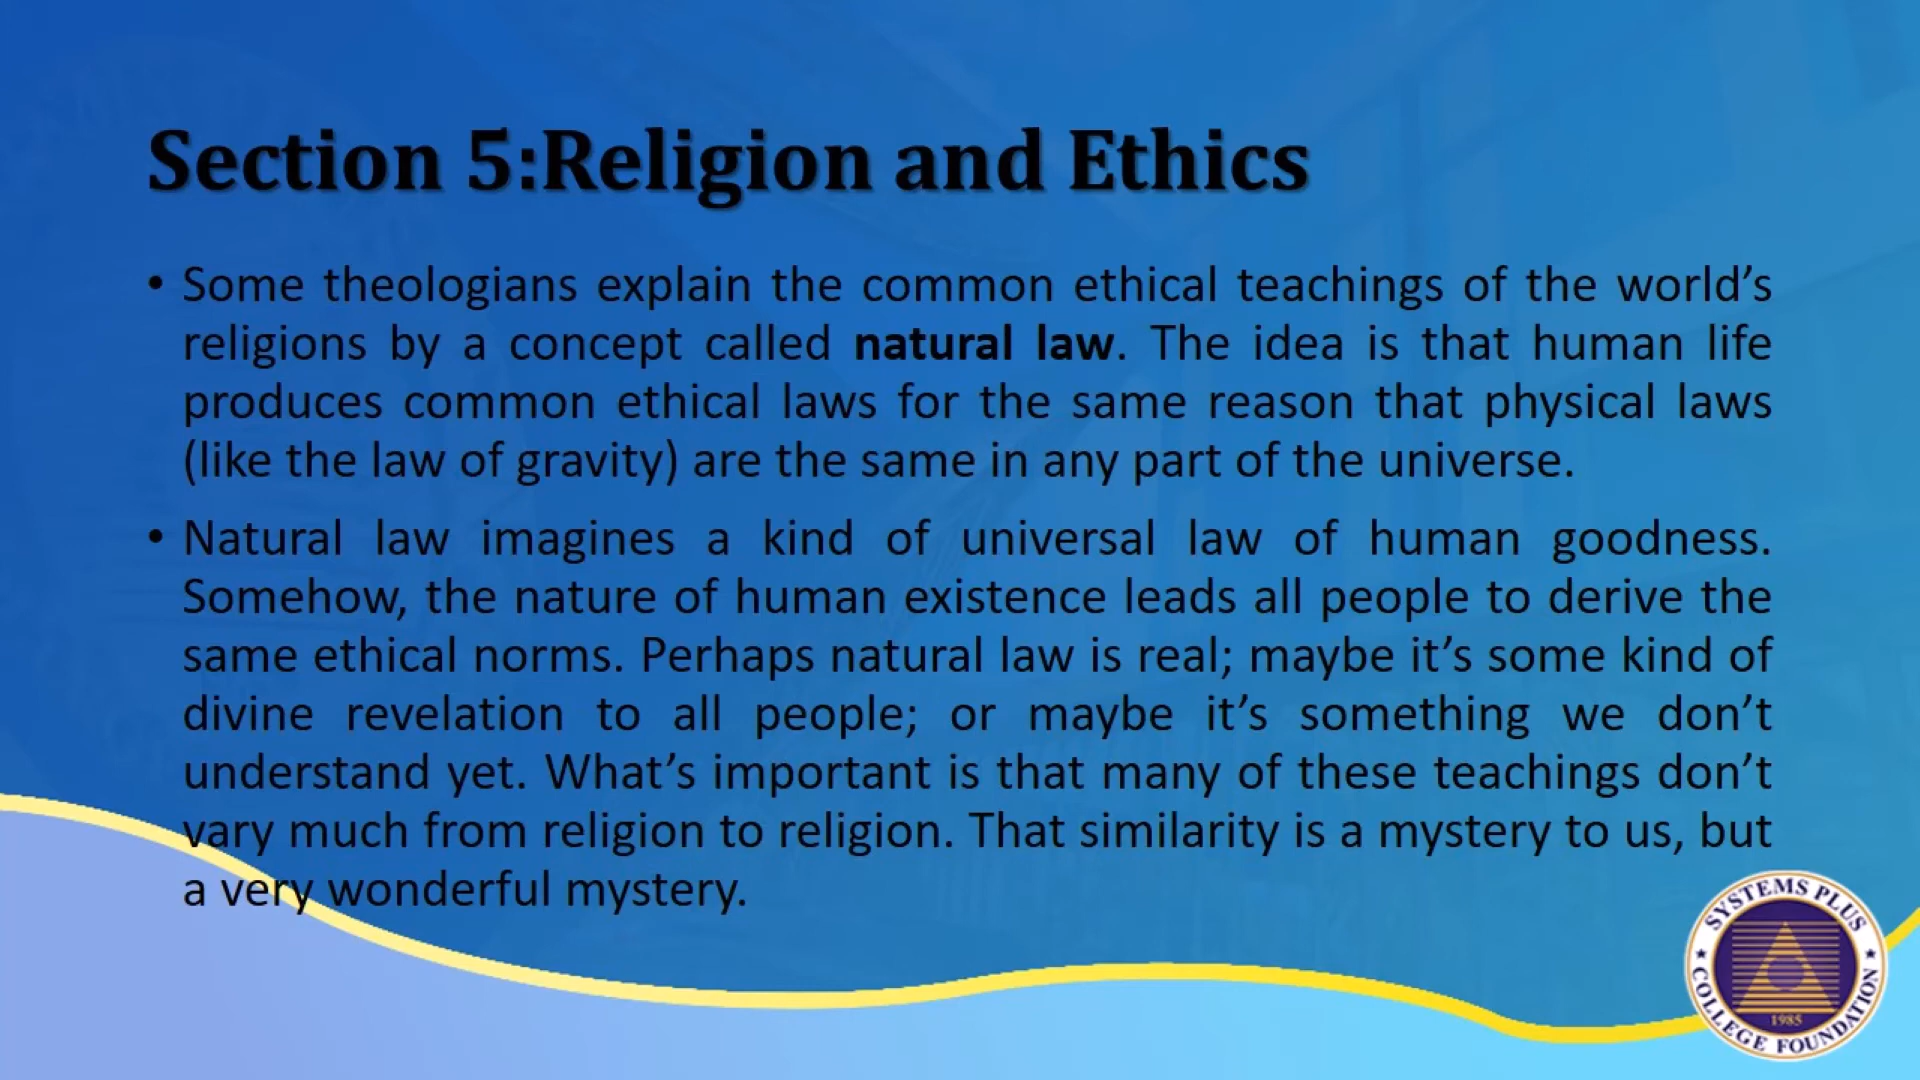 Section 5:Religion and Ethics
• Some theologians explain the common ethical teachings of the world’s
religions by a concept called natural law. The idea is that human life
produces common ethical laws for the same reason that physical laws
(like the law of gravity) are the same in any part of the universe.
• Natural law imagines a kind of universal law of human goodness.
Somehow, the nature of human existence leads all people to derive the
same ethical norms. Perhaps natural law is real; maybe it’s some kind of
divine revelation to all people; or maybe it’s something we don’t
understand yet. What’s important is that many of these teachings don’t
vary much from religion to religion. That similarity is a mystery to us, but
a very wonderful mystery.
SYSTEMS PLUS
COLLEGE FOUNDATION
1985